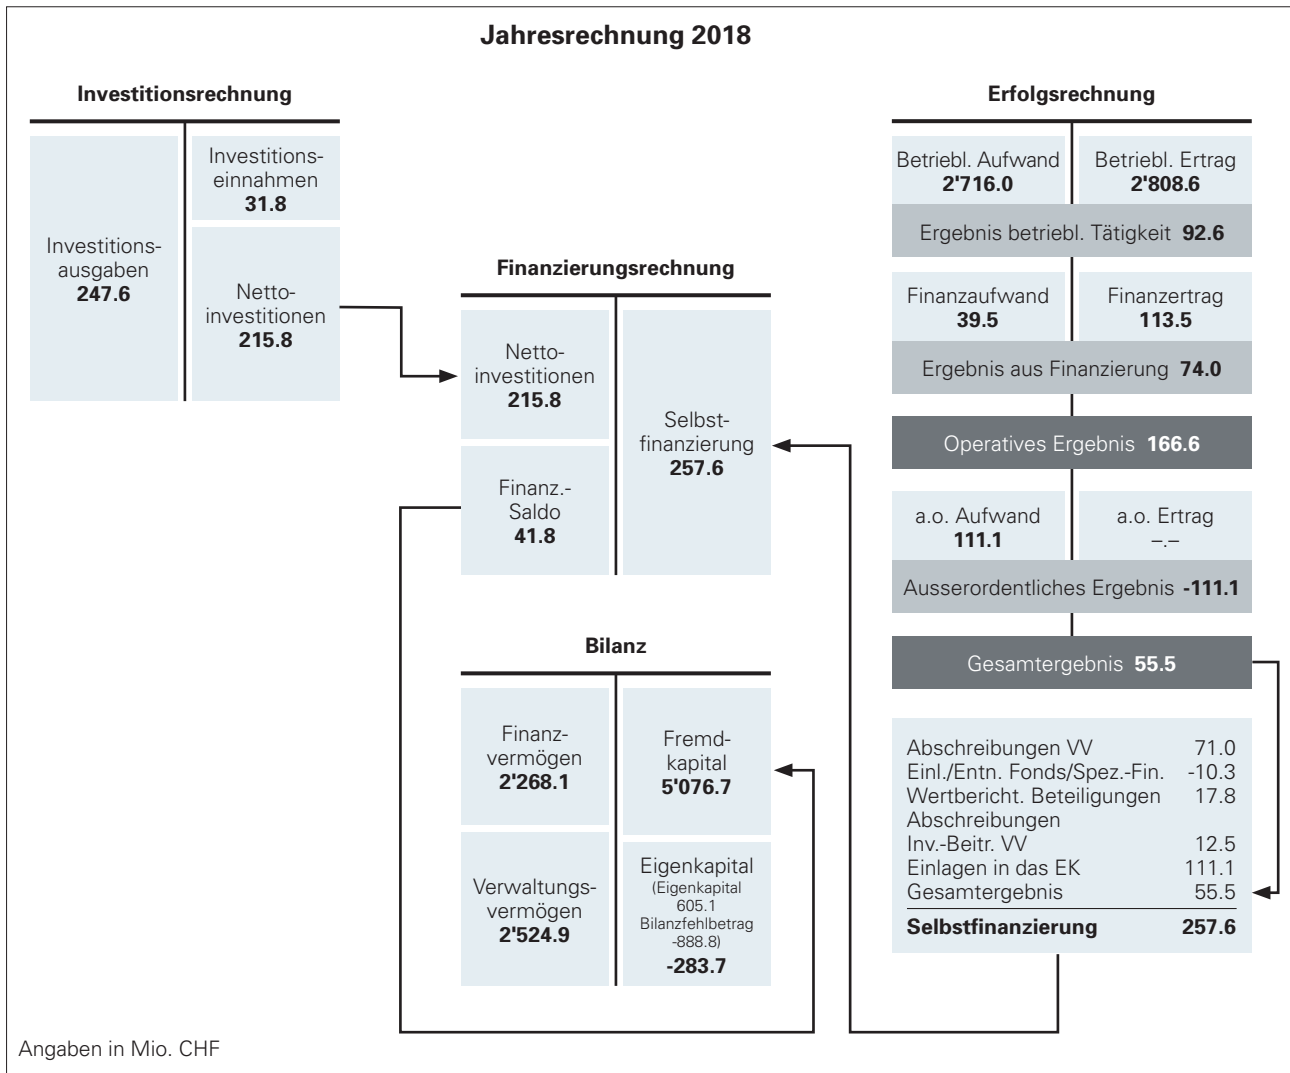 Jahresrechnung 2018
Investitionsrechnung
Investitions-
ausgaben
247.6
Investitions-
einnahmen
31.8
Netto-
investitionen
215.8
Finanzierungsrechnung
Netto-
investitionen
215.8
Finanz.-
Saldo
41.8
Selbst-
finanzierung
257.6
Bilanz
Finanz-
vermögen
2'268.1
Verwaltungs-
vermögen
2'524.9
Fremd-
kapital
5'076.7
Eigenkapital
(Eigenkapital
605.1
Bilanzfehlbetrag
-888.8)
-283.7
Erfolgsrechnung
Betriebl. Aufwand
2'716.0
Betriebl. Ertrag
2'808.6
Ergebnis betriebl. Tätigkeit 92.6
Finanzaufwand
39.5
Finanzertrag
113.5
Ergebnis aus Finanzierung 74.0
Operatives Ergebnis 166.6
a.o. Aufwand
111.1
a.o. Ertrag
–.–
Ausserordentliches Ergebnis -111.1
Gesamtergebnis 55.5
Abschreibungen VV 71.0
Einl./Entn. Fonds/Spez.-Fin. -10.3
Wertbericht. Beteiligungen 17.8
Abschreibungen
Inv.-Beitr. VV 12.5
Einlagen in das EK 111.1
Gesamtergebnis 55.5
Selbstfinanzierung 257.6
Angaben in Mio. CHF